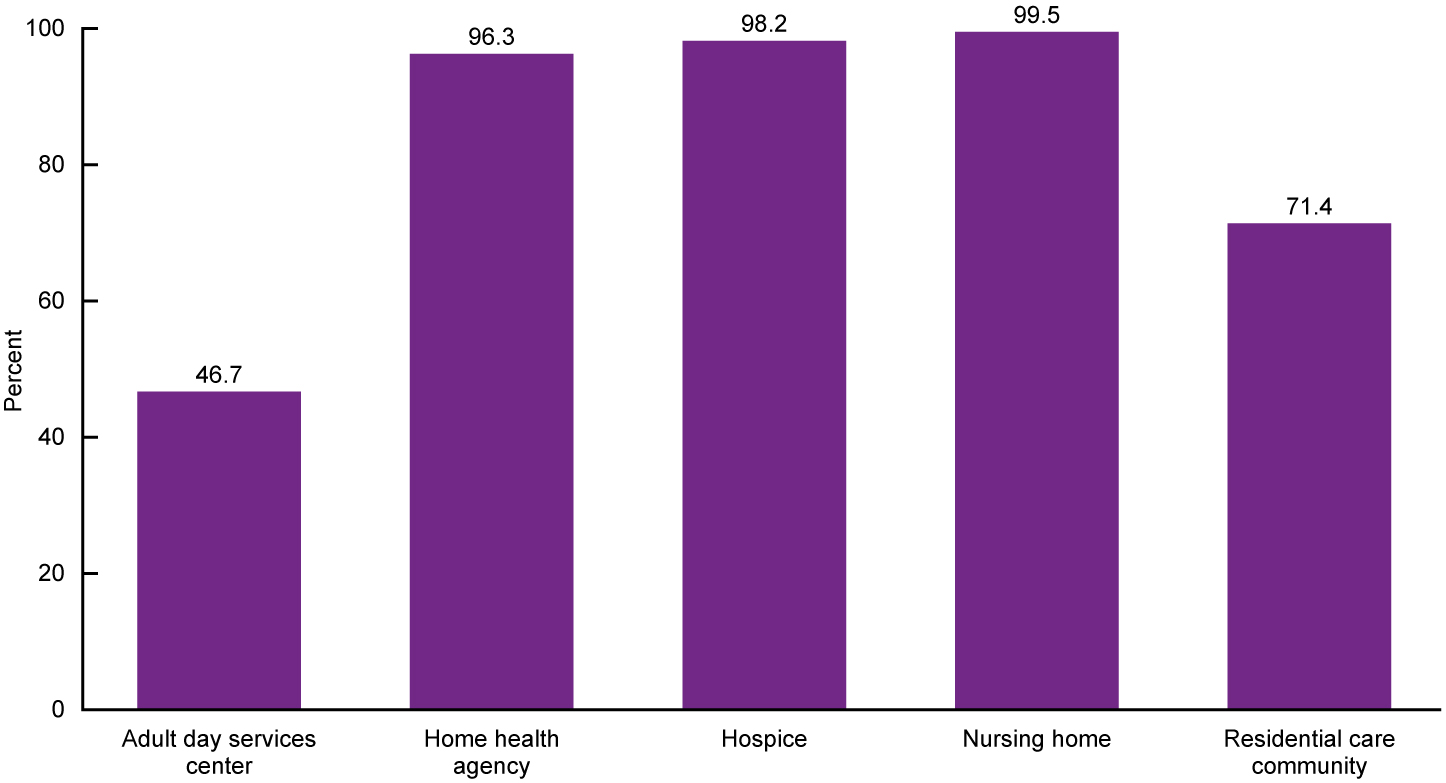 Percent
100
80
60
40
20
0
46.7
96.3
98.2
99.5
71.4
Adult day services
center
Home health
agency
Hospice
Nursing home
Residential care
community